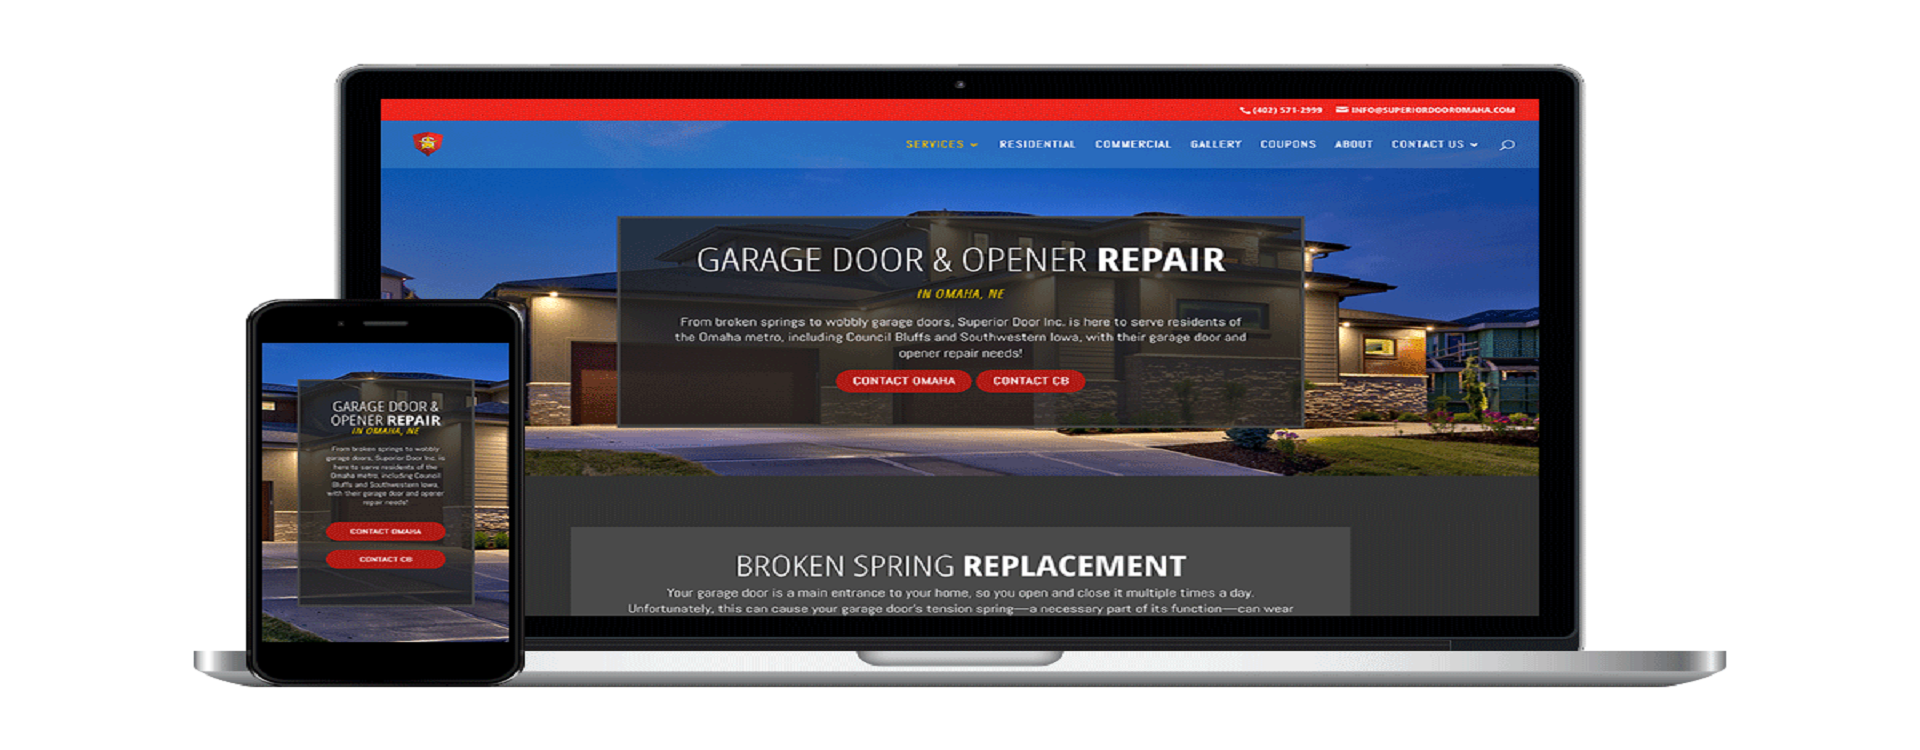 (402) 571-2999 INFO@SUPERIORDOOROMAHA.COM
SERVICES RESIDENTIAL COMMERCIAL GALLERY COUPONS ABOUT CONTACT US
GARAGE DOOR & OPENER REPAIR
IN OMAHA, NE
From broken springs to wobbly garage doors, Superior Door Inc. is here to serve residents of
the Omaha metro, including Council Bluffs and Southwestern Iowa, with their garage door and
opener repair needs!
CONTACT OMAHA CONTACT CB
BROKEN SPRING REPLACEMENT
Your garage door is a main entrance to your home, so you open and close it multiple times a day.
Unfortunately, this can cause your garage door's tension spring—a necessary part of its function—can wear
GARAGE DOOR &
OPENER REPAIR
IN OMAHA, NE
From broken springs to wobbly
garage doors, Superior Door Inc. is
here to serve residents of the
Omaha metro, including Council
Bluffs and Southwestern Iowa,
with their garage door and opener
repair needs!
CONTACT OMAHA
CONTACT CB